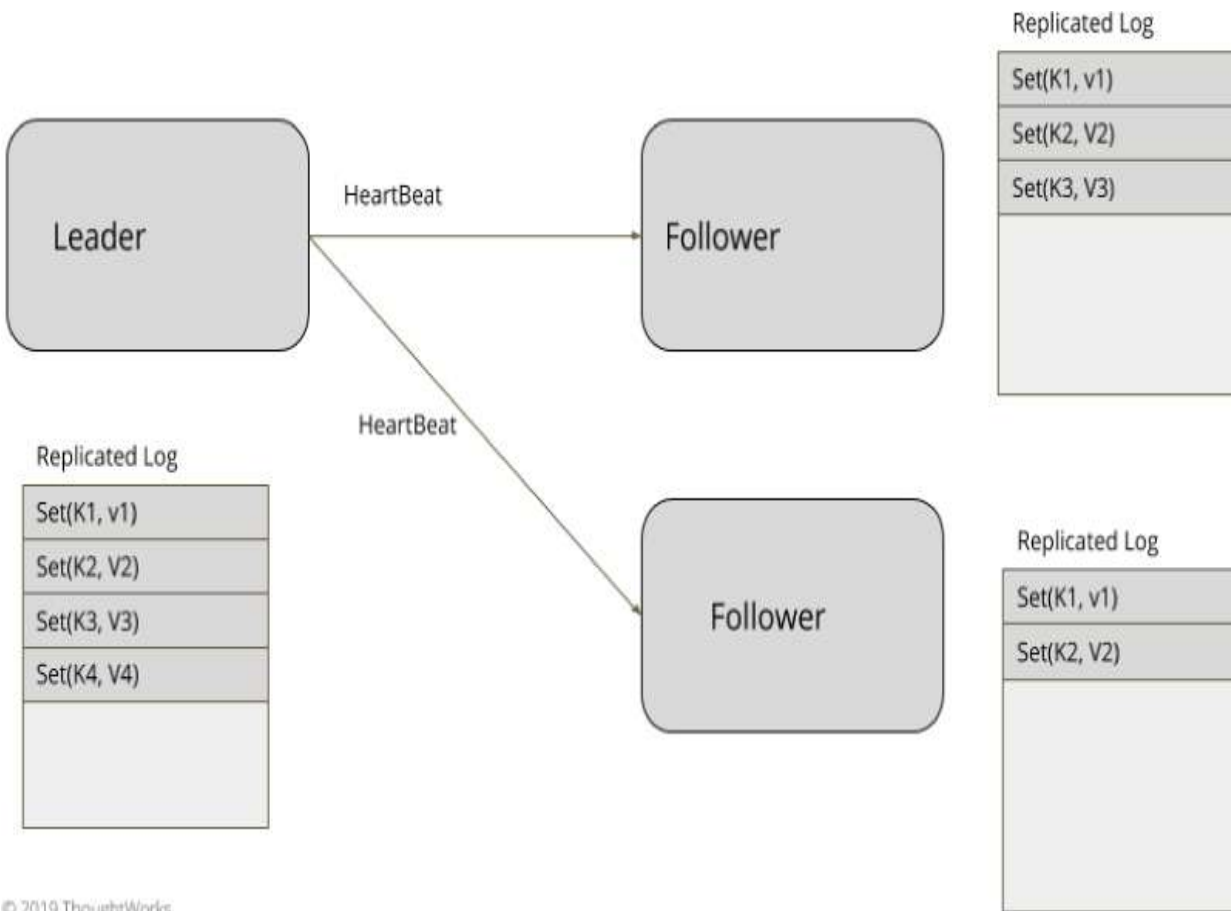 Replicated Log
Set(K1, v1)
Set(K2, V2)
Set(K3, V3)
Leader
HeartBeat
Follower
HeartBeat
Replicated Log
Set(K1, v1)
Set(K2, V2)
Set(K3, V3)
Set(K4, V4)
Follower
Replicated Log
Set(K1, v1)
Set(K2, V2)
© 2019 ThoughtWorks